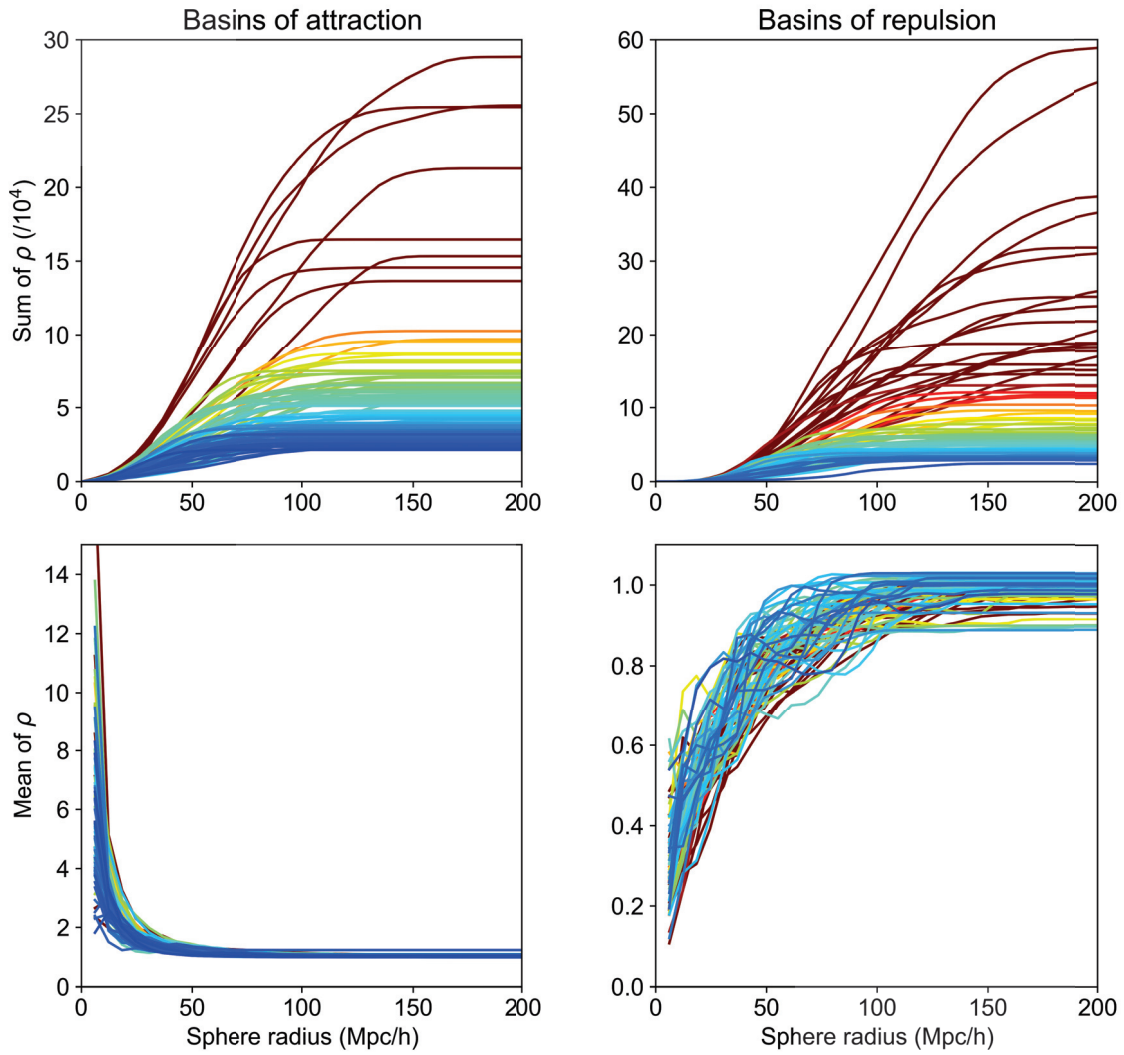 Basins of attraction
30
25
20
15
10
5
0
0 50 100 150 200
Sum of ρ (/10⁴)
Basins of repulsion
60
50
40
30
20
10
0
0 50 100 150 200
14
12
10
8
6
4
2
0
0 50 100 150 200
Mean of ρ
Sphere radius (Mpc/h)
1.0
0.8
0.6
0.4
0.2
0.0
0 50 100 150 200
Sphere radius (Mpc/h)